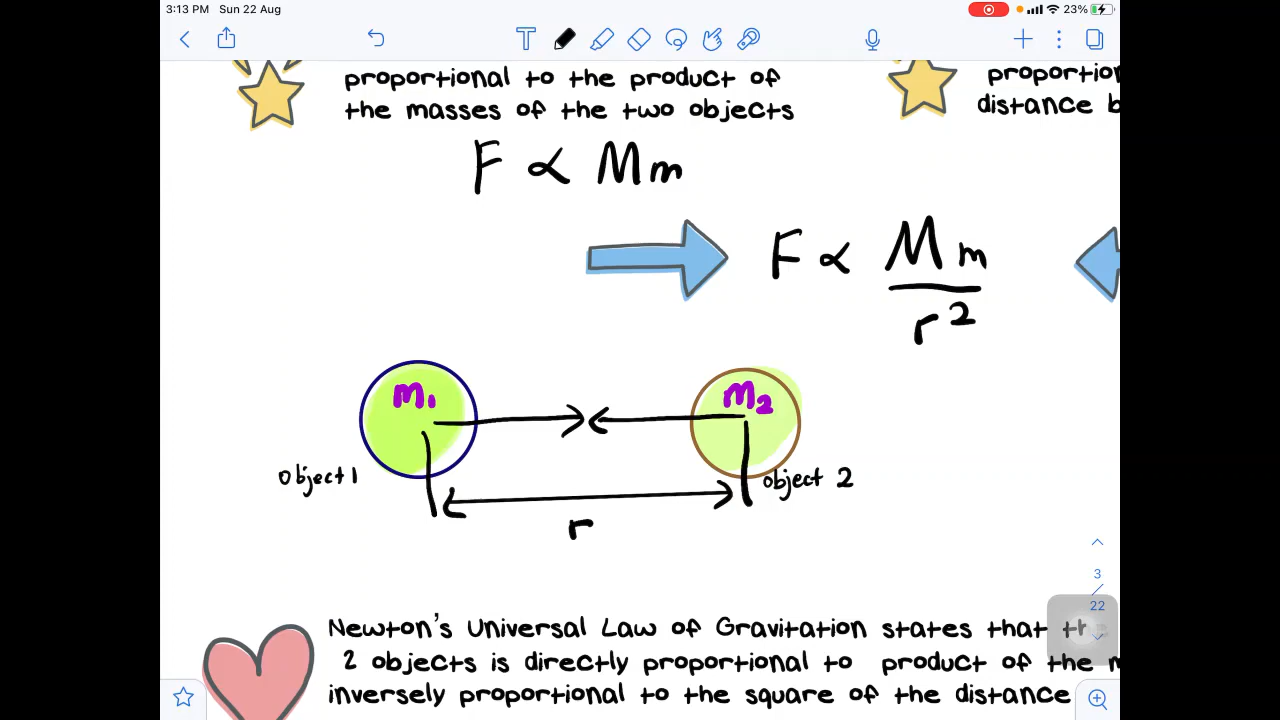 3:13 PM Sun 22 Aug
23%
T
proportional to the product of
the masses of the two objects
distance b
F ∝ Mm
F ∝ Mm
r²
m₁
m₂
object 1
object 2
r
3
/
22
Newton's Universal Law of Gravitation states that
2 objects is directly proportional to product of the m
inversely proportional to the square of the distance